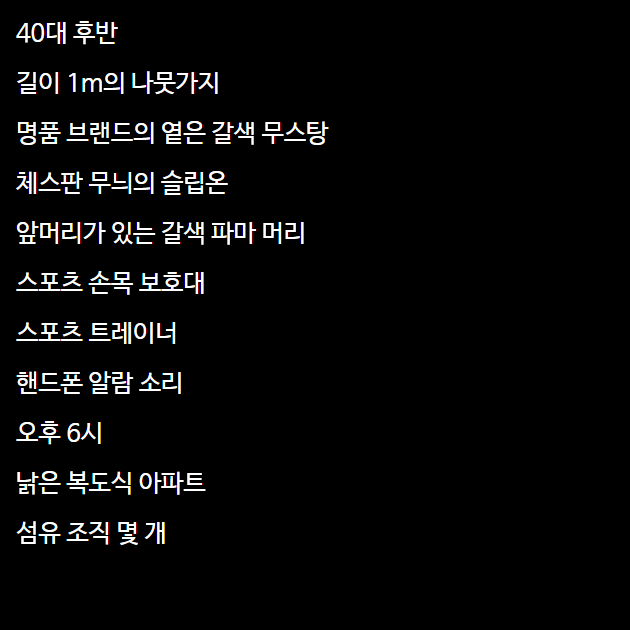 40대 후반
길이 1m의 나뭇가지
명품 브랜드의 옅은 갈색 무스탕
체스판 무늬의 슬립온
앞머리가 있는 갈색 파마 머리
스포츠 손목 보호대
스포츠 트레이너
핸드폰 알람 소리
오후 6시
낡은 복도식 아파트
섬유 조직 몇 개